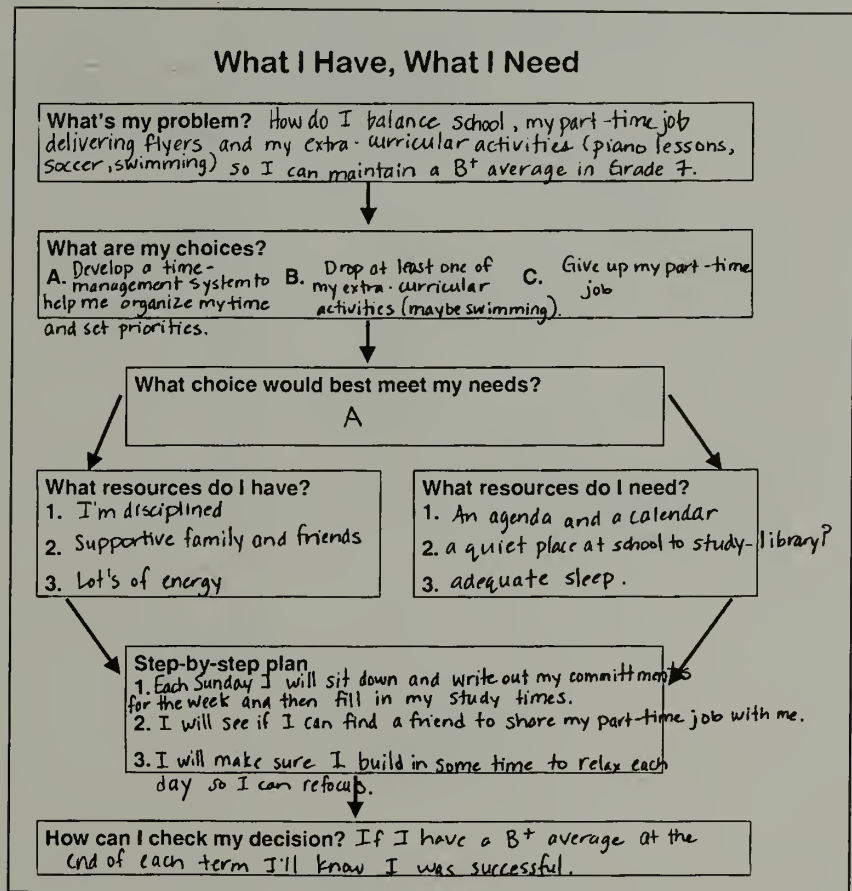 What I Have, What I Need
What's my problem? How do I balance school, my part-time job
delivering flyers and my extra-curricular activities (piano lessons,
soccer, swimming) so I can maintain a B+ average in Grade 7.
What are my choices?
A. Develop a time-
management system to
help me organize my time
and set priorities.
B. Drop at least one of
my extra-curricular
activities (maybe swimming).
C. Give up my part-time
job
What choice would best meet my needs?
A
What resources do I have?
1. I'm disciplined
2. Supportive family and friends
3. Lot's of energy
What resources do I need?
1. An agenda and a calendar
2. a quiet place at school to study-library?
3. adequate sleep.
Step-by-step plan
1. Each Sunday I will sit down and write out my committments
for the week and then fill in my study times.
2. I will see if I can find a friend to share my part-time job with me.
3. I will make sure I build in some time to relax each
day so I can refocus.
How can I check my decision? If I have a B+ average at the
end of each term I'll know I was successful.